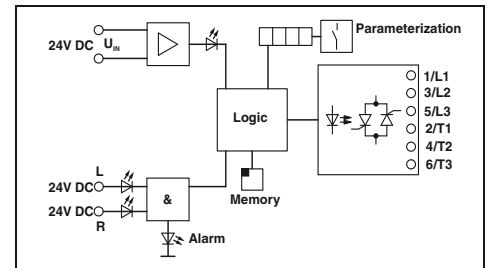 Parameterization
24V DC U_IN
1/L1
3/L2
5/L3
2/T1
4/T2
6/T3
Logic
24V DC L
24V DC R
&
Memory
Alarm